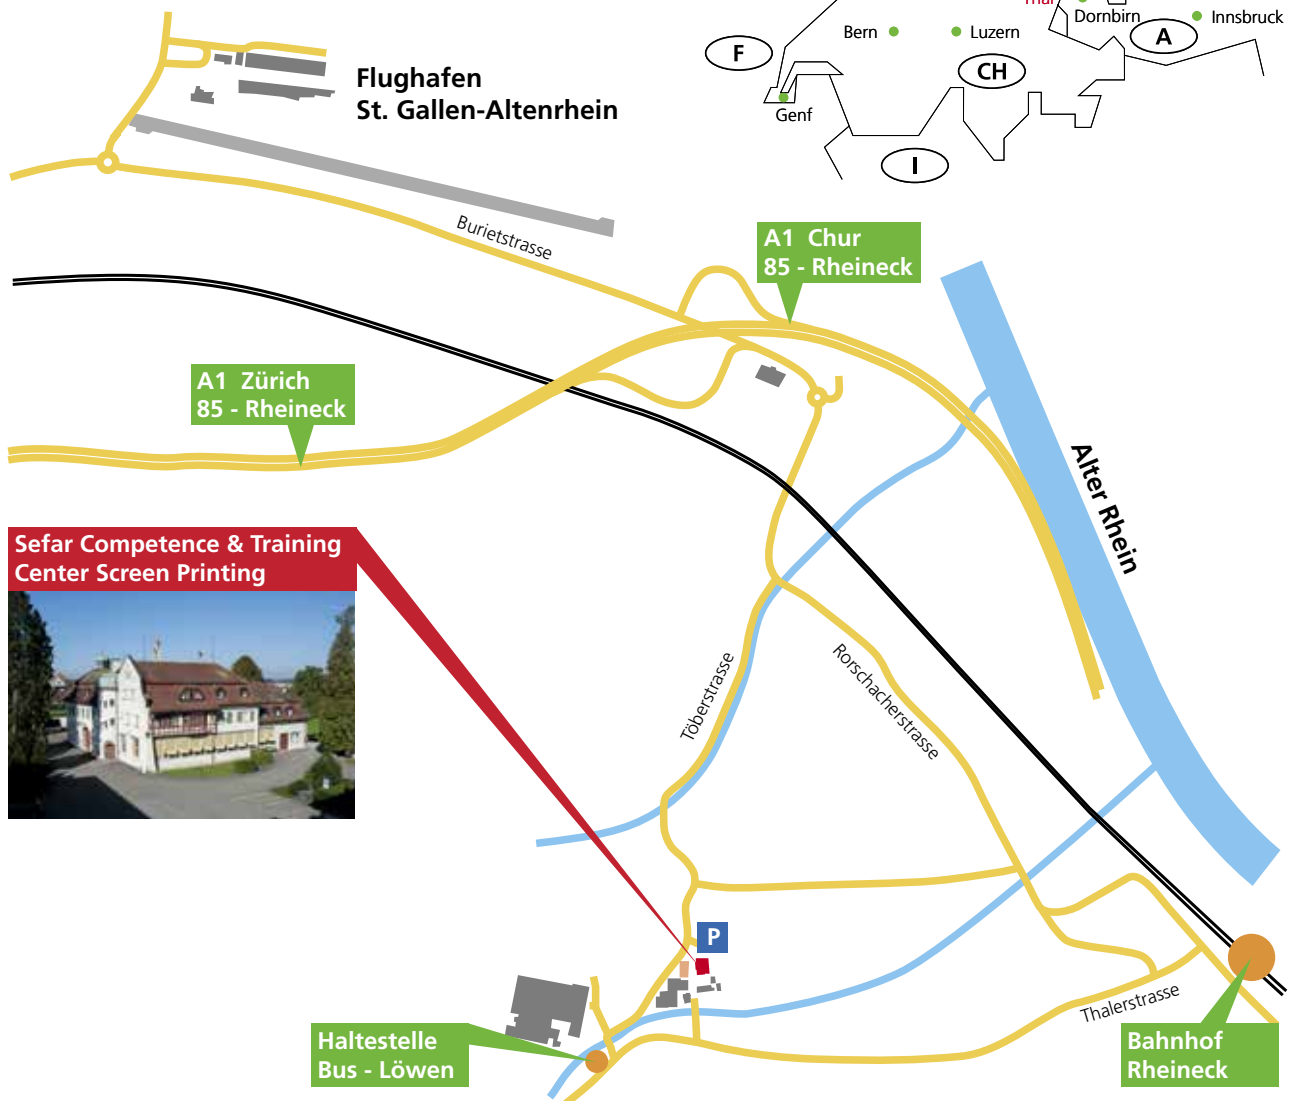 Thal
Dornbirn
Innsbruck
Bern
Luzern
A
F
CH
Genf
I
Flughafen
St. Gallen-Altenrhein
Burietstrasse
A1 Chur
85 - Rheineck
A1 Zürich
85 - Rheineck
Alter Rhein
Sefar Competence & Training
Center Screen Printing
Töberstrasse
Rorschacherstrasse
P
Thalerstrasse
Haltestelle
Bus - Löwen
Bahnhof
Rheineck